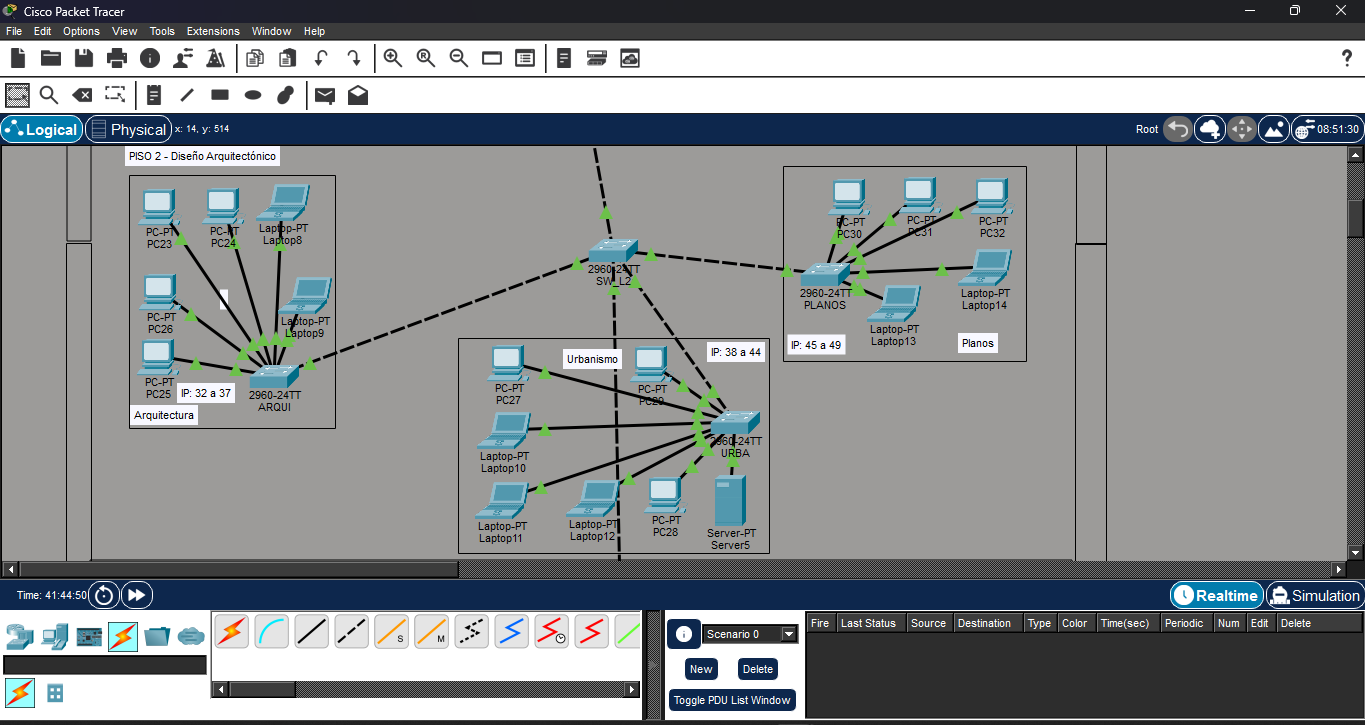 Cisco Packet Tracer
File Edit Options View Tools Extensions Window Help
Logical Physical x: 14, y: 514
Root 08:51:30
PISO 2 - Diseño Arquitectónico
PC-PT
PC23
PC-PT
PC24
Laptop-PT
Laptop8
PC-PT
PC26
Laptop-PT
Laptop9
PC-PT
PC25
IP: 32 a 37
2960-24TT
ARQUI
Arquitectura
2960-24TT
SW_L2
Urbanismo
IP: 38 a 44
PC-PT
PC27
PC-PT
PC29
2960-24TT
URBA
Laptop-PT
Laptop10
Laptop-PT
Laptop11
Laptop-PT
Laptop12
PC-PT
PC28
Server-PT
Server5
PC-PT
PC30
PC-PT
PC31
PC-PT
PC32
2960-24TT
PLANOS
Laptop-PT
Laptop14
Laptop-PT
Laptop13
IP: 45 a 49
Planos
Time: 41:44:50
Realtime Simulation
S
M
Scenario 0
New Delete
Toggle PDU List Window
Fire Last Status Source Destination Type Color Time(sec) Periodic Num Edit Delete